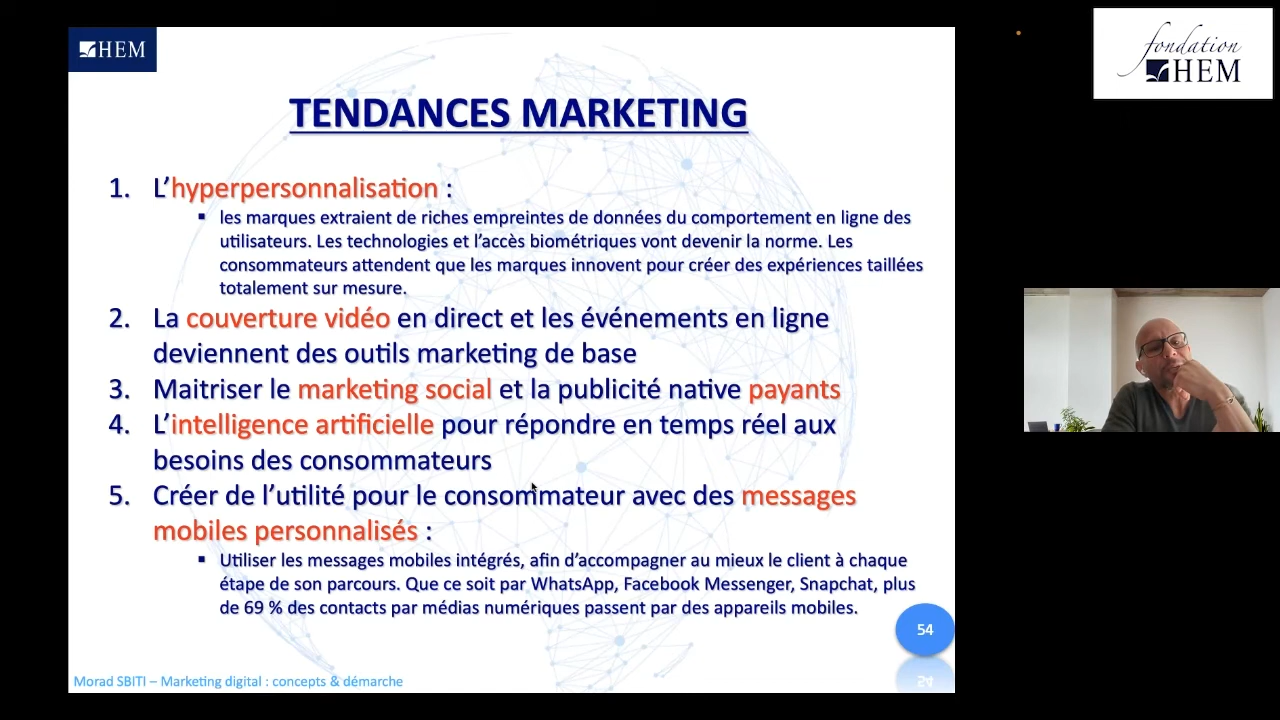 HEM
fondation
HEM
TENDANCES MARKETING
1. L’hyperpersonnalisation :
▪ les marques extraient de riches empreintes de données du comportement en ligne des
utilisateurs. Les technologies et l’accès biométriques vont devenir la norme. Les
consommateurs attendent que les marques innovent pour créer des expériences taillées
totalement sur mesure.
2. La couverture vidéo en direct et les événements en ligne
deviennent des outils marketing de base
3. Maitriser le marketing social et la publicité native payants
4. L’intelligence artificielle pour répondre en temps réel aux
besoins des consommateurs
5. Créer de l’utilité pour le consommateur avec des messages
mobiles personnalisés :
▪ Utiliser les messages mobiles intégrés, afin d’accompagner au mieux le client à chaque
étape de son parcours. Que ce soit par WhatsApp, Facebook Messenger, Snapchat, plus
de 69 % des contacts par médias numériques passent par des appareils mobiles.
54
Morad SBITI – Marketing digital : concepts & démarche